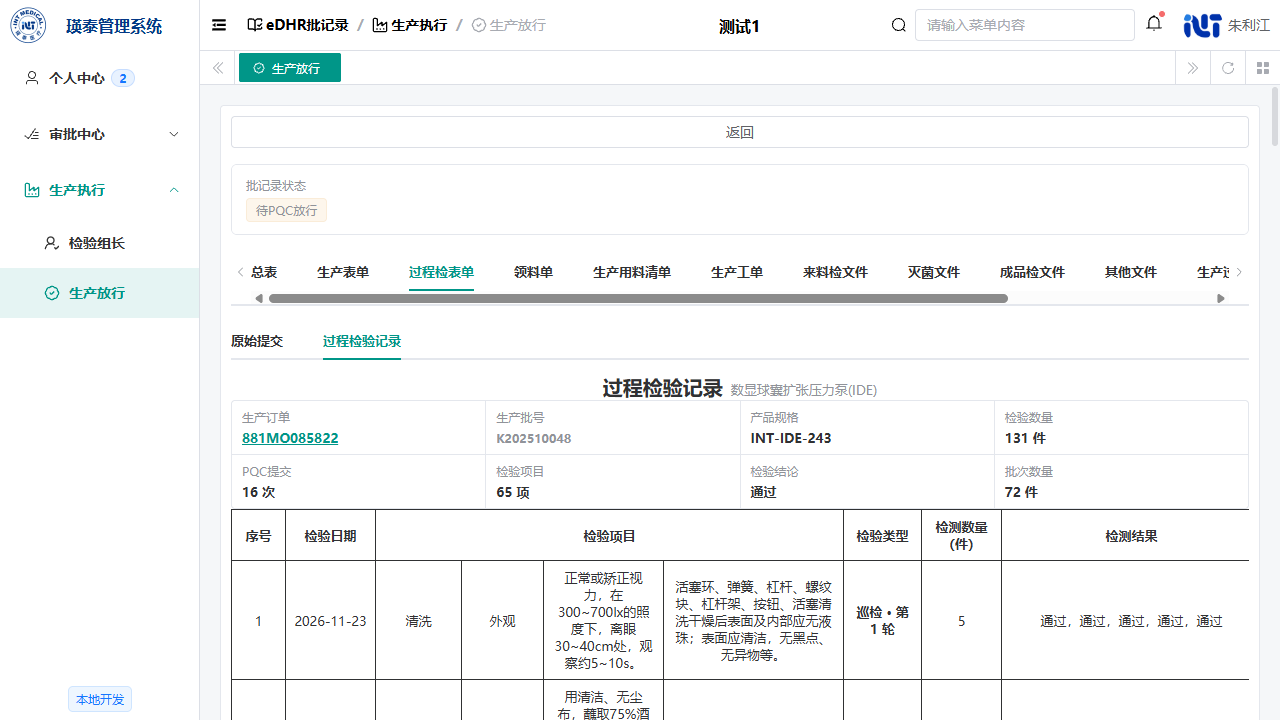 瑛泰管理系统
eDHR批记录 / 生产执行 / 生产放行
测试1
请输入菜单内容
朱利江
个人中心 2
审批中心
生产执行
检验组长
生产放行
本地开发
生产放行
返回
批记录状态
待PQC放行
总表 生产表单 过程检表单 领料单 生产用料清单 生产工单 来料检文件 灭菌文件 成品检文件 其他文件
原始提交 过程检验记录
过程检验记录 数显球囊扩张压力泵(IDE)
生产订单 生产批号 产品规格 检验数量
881MO085822 K202510048 INT-IDE-243 131 件
PQC提交 检验项目 检验结论 批次数量
16 次 65 项 通过 72 件
序号 检验日期 检验项目 检验类型 检测数量(件) 检测结果
1 2026-11-23 清洗 外观
正常或矫正视
力，在
300~700lx的照
度下，离眼
30~40cm处，观
察约5~10s。
活塞环、弹簧、杠杆、螺纹
块、杠杆架、按钮、活塞清
洗干燥后表面及内部应无液
珠；表面应清洁，无黑点、
无异物等。
巡检 • 第
1 轮
5
通过，通过，通过，通过，通过
用清洁、无尘
布，蘸取75%酒